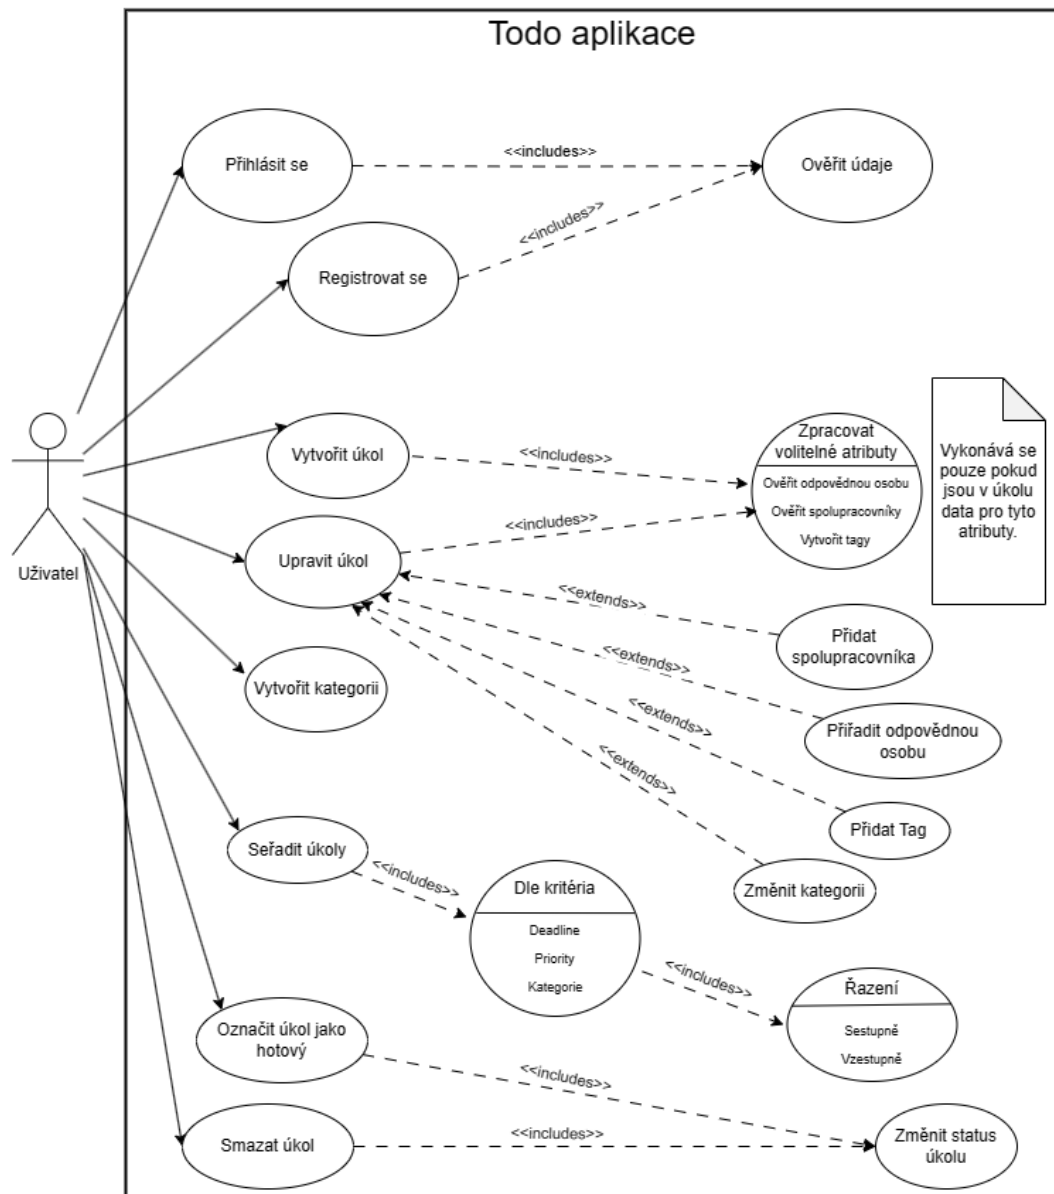 Todo aplikace
Přihlásit se
<<includes>>
Ověřit údaje
Registrovat se
<<includes>>
Uživatel
Vytvořit úkol
<<includes>>
Zpracovat
volitelné atributy
Ověřit odpovědnou osobu
Ověřit spolupracovníky
Vytvořit tagy
Vykonává se
pouze pokud
jsou v úkolu
data pro tyto
atributy.
Upravit úkol
<<includes>>
<<extends>>
Přidat
spolupracovníka
<<extends>>
Přiřadit odpovědnou
osobu
<<extends>>
Přidat Tag
<<extends>>
Změnit kategorii
Vytvořit kategorii
Seřadit úkoly
<<includes>>
Dle kritéria
Deadline
Priority
Kategorie
<<includes>>
Řazení
Sestupně
Vzestupně
Označit úkol jako
hotový
<<includes>>
Smazat úkol
<<includes>>
Změnit status
úkolu